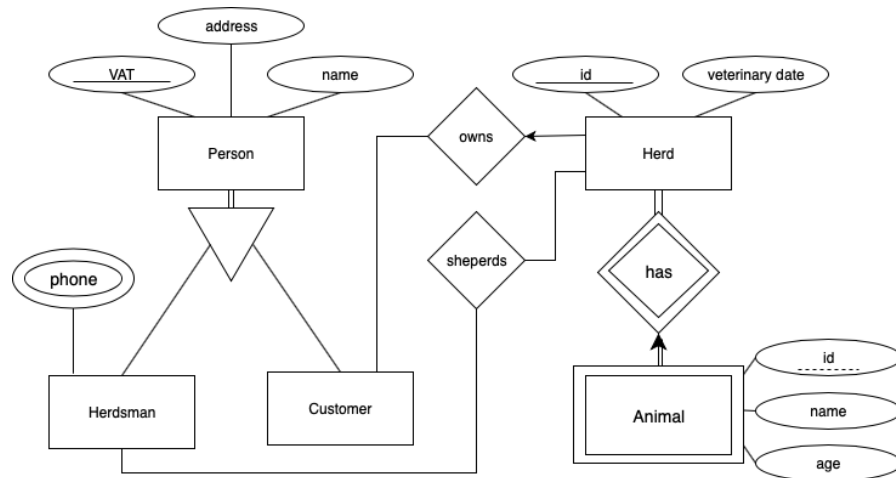 address
VAT
name
id
veterinary date
Person
owns
Herd
sheperds
has
phone
id
Herdsman
Customer
Animal
name
age